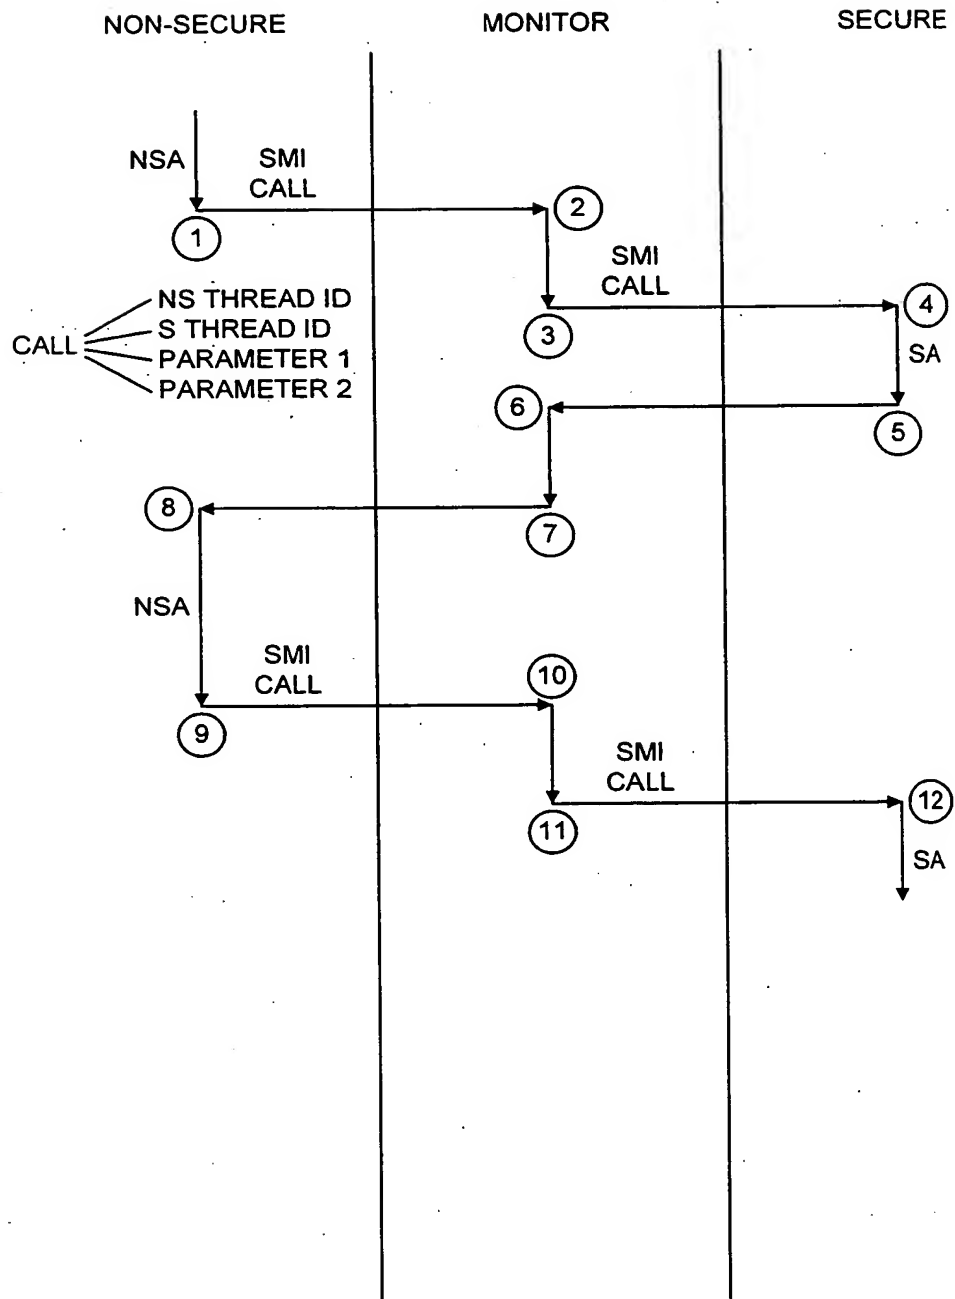 NON-SECURE
MONITOR
SECURE
NSA
SMI
CALL
2
1
SMI
CALL
4
NS THREAD ID
S THREAD ID
CALL
PARAMETER 1
PARAMETER 2
3
SA
6
5
8
7
NSA
SMI
CALL
10
9
SMI
CALL
12
11
SA